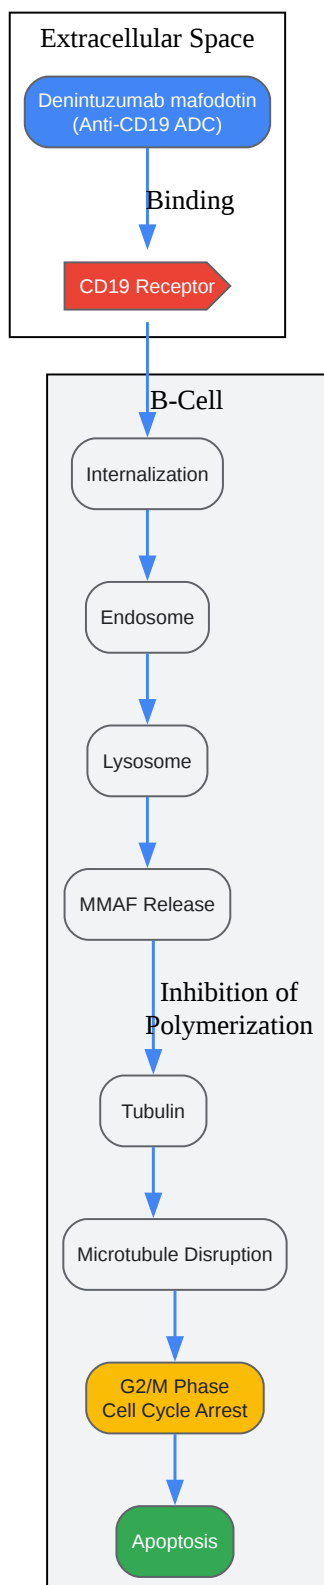 Extracellular Space
Denintuzumab mafodotin
(Anti-CD19 ADC)
Binding
CD19 Receptor
B-Cell
Internalization
Endosome
Lysosome
MMAF Release
Inhibition of
Polymerization
Tubulin
Microtubule Disruption
G2/M Phase
Cell Cycle Arrest
Apoptosis